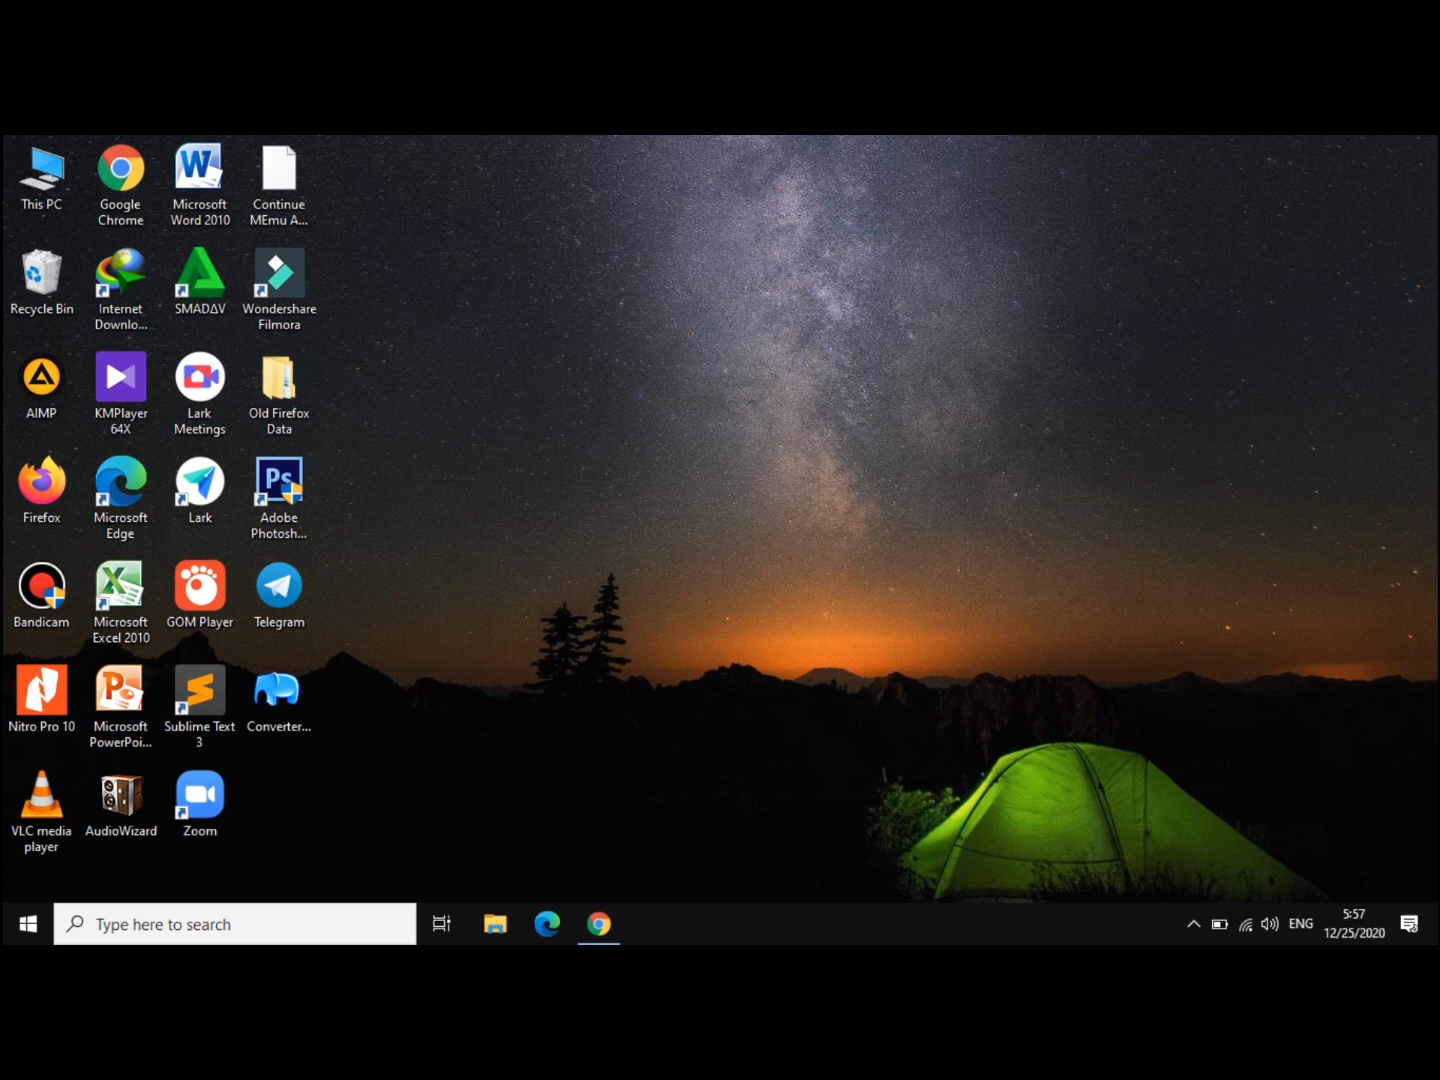 This PC
Google
Chrome
Microsoft
Word 2010
Continue
MEmu A...
Recycle Bin
Internet
Downlo...
SMADΔV
Wondershare
Filmora
AIMP
KMPlayer
64X
Lark
Meetings
Old Firefox
Data
Firefox
Microsoft
Edge
Lark
Ps
Adobe
Photosh...
Bandicam
Microsoft
Excel 2010
GOM Player
Telegram
Nitro Pro 10
Microsoft
PowerPoi...
Sublime Text
3
Converter...
VLC media
player
AudioWizard
Zoom
Type here to search
ENG
5:57
12/25/2020